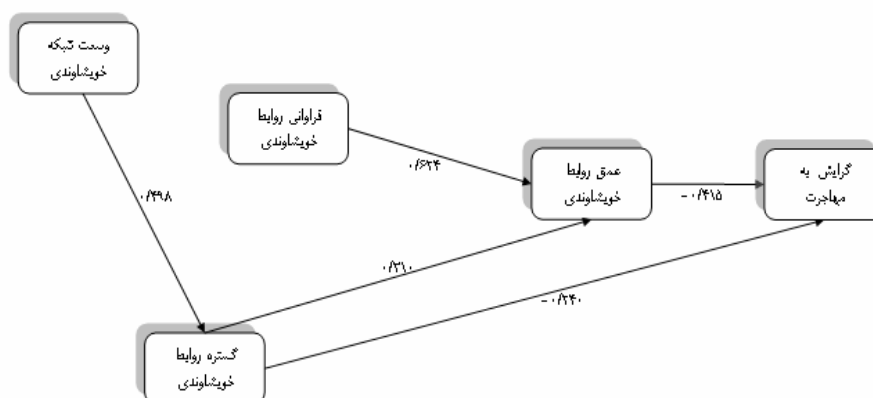 وسعت شبکه
خویشاوندی
فراوانی روابط
خویشاوندی
۰/۶۲۴
عمق روابط
خویشاوندی
-۰/۴۱۵
گرایش به
مهاجرت
۰/۴۹۸
۰/۳۱۰
-۰/۲۴۰
گستره روابط
خویشاوندی